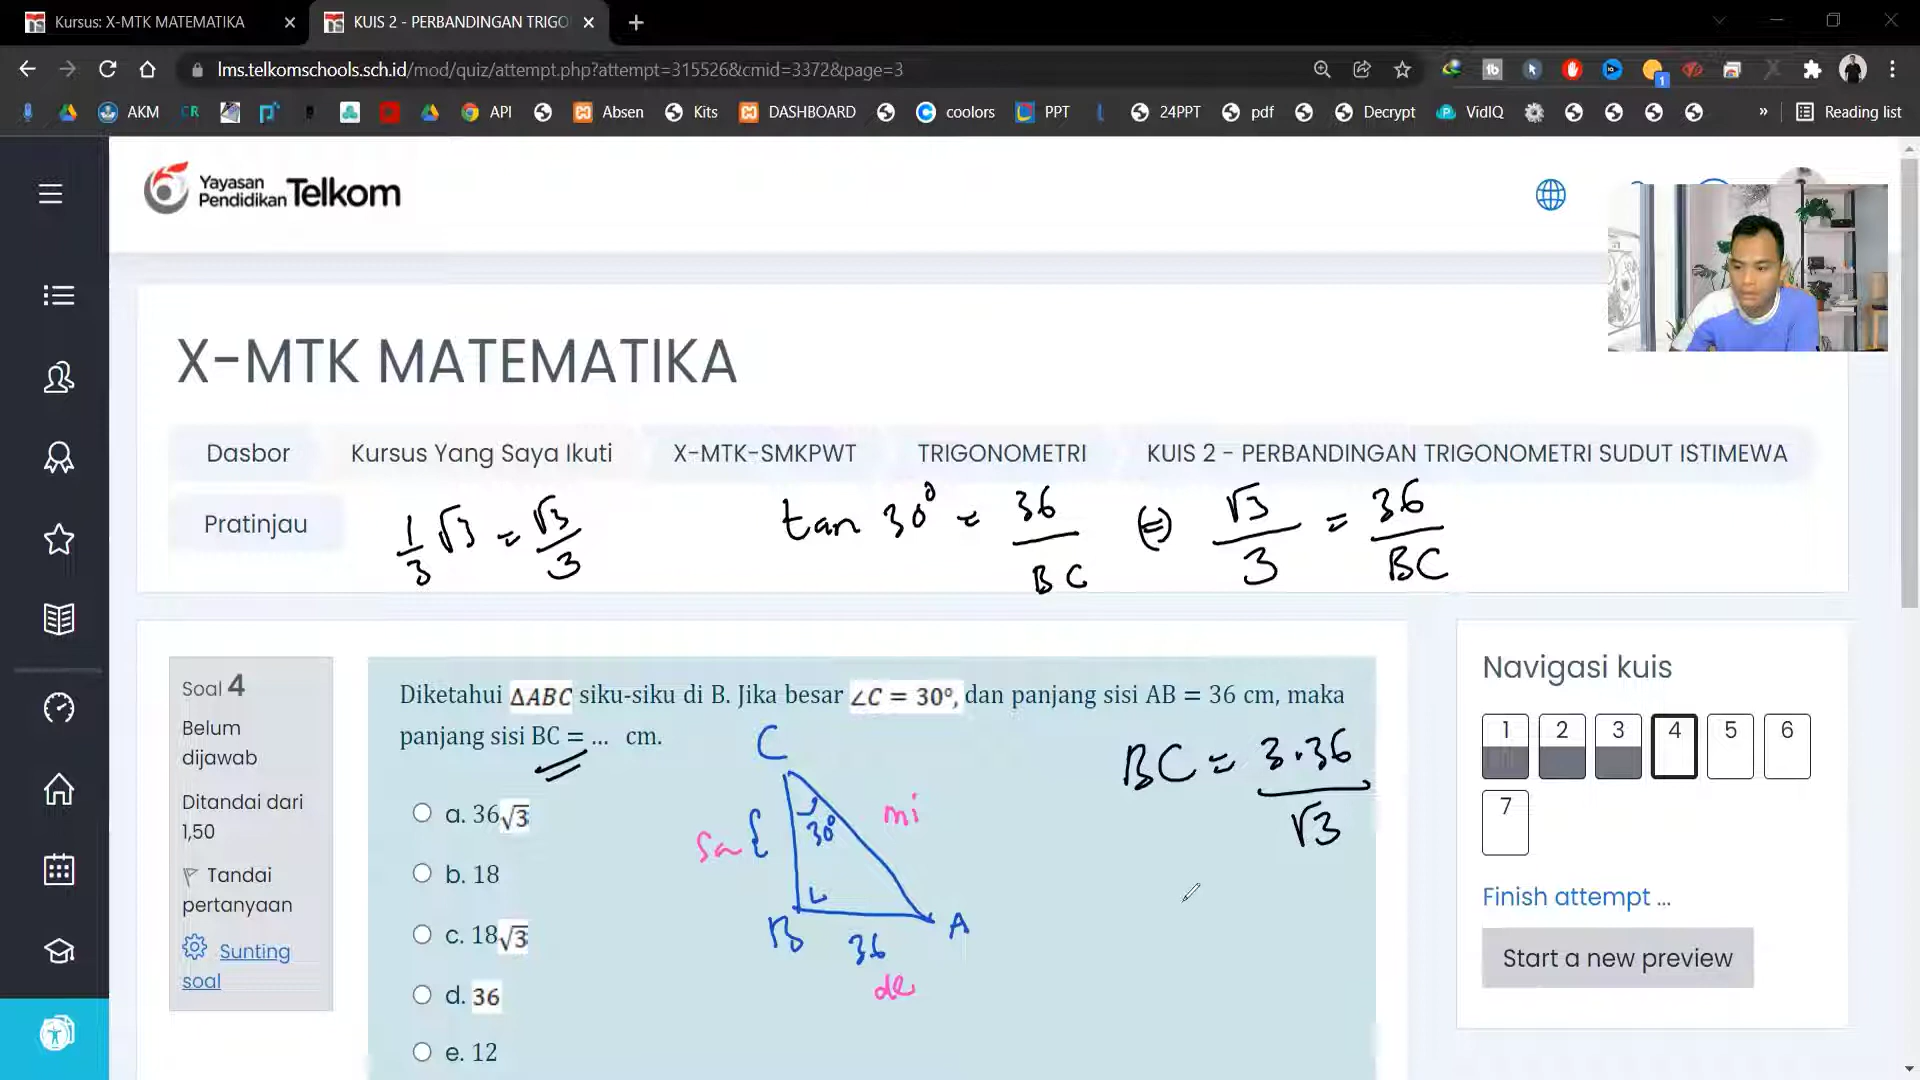 Kursus: X-MTK MATEMATIKA
KUIS 2 - PERBANDINGAN TRIGO
lms.telkomschools.sch.id/mod/quiz/attempt.php?attempt=315526&cmid=3372&page=3
AKM CR API Absen Kits DASHBOARD coolors PPT 24PPT pdf Decrypt VidIQ » Reading list
Yayasan Pendidikan Telkom
X-MTK MATEMATIKA
Dasbor Kursus Yang Saya Ikuti X-MTK-SMKPWT TRIGONOMETRI KUIS 2 - PERBANDINGAN TRIGONOMETRI SUDUT ISTIMEWA
Pratinjau
1/3 √3 = √3/3
tan 30° = 36/BC ⇔ √3/3 = 36/BC
Soal 4
Belum dijawab
Ditandai dari 1,50
Tandai pertanyaan
Sunting soal
Diketahui ΔABC siku-siku di B. Jika besar ∠C = 30°, dan panjang sisi AB = 36 cm, maka
panjang sisi BC = ... cm.
a. 36√3
b. 18
c. 18√3
d. 36
e. 12
C
30°
mi
sa
B
36
A
de
BC = 3.36/√3
Navigasi kuis
1 2 3 4 5 6
7
Finish attempt ...
Start a new preview